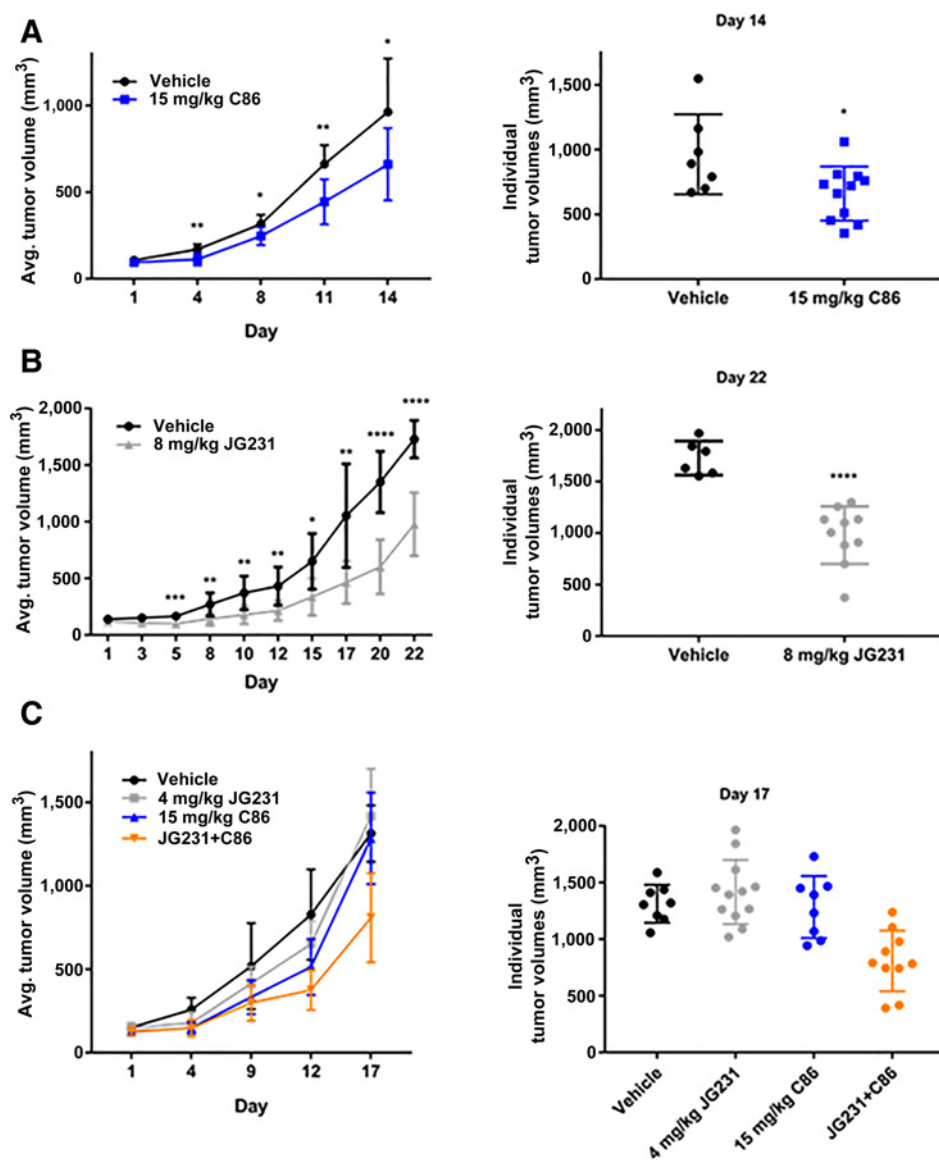 A
Avg. tumor volume (mm3)
1,000
500
0
Vehicle
15 mg/kg C86
**
*
**
*
1 4 8 11 14
Day
Day 14
Individual
tumor volumes (mm3)
1,500
1,000
500
0
*
Vehicle 15 mg/kg C86
B
Avg. tumor volume (mm3)
2,000
1,500
1,000
500
0
Vehicle
8 mg/kg JG231
***
**
**
**
*
**
****
****
1 3 5 8 10 12 15 17 20 22
Day
Day 22
Individual
tumor volumes (mm3)
2,000
1,500
1,000
500
0
****
Vehicle 8 mg/kg JG231
C
Avg. tumor volume (mm3)
1,500
1,000
500
0
Vehicle
4 mg/kg JG231
15 mg/kg C86
JG231+C86
1 4 9 12 17
Day
Day 17
Individual
tumor volumes (mm3)
2,000
1,500
1,000
500
0
Vehicle
4 mg/kg JG231
15 mg/kg C86
JG231+C86